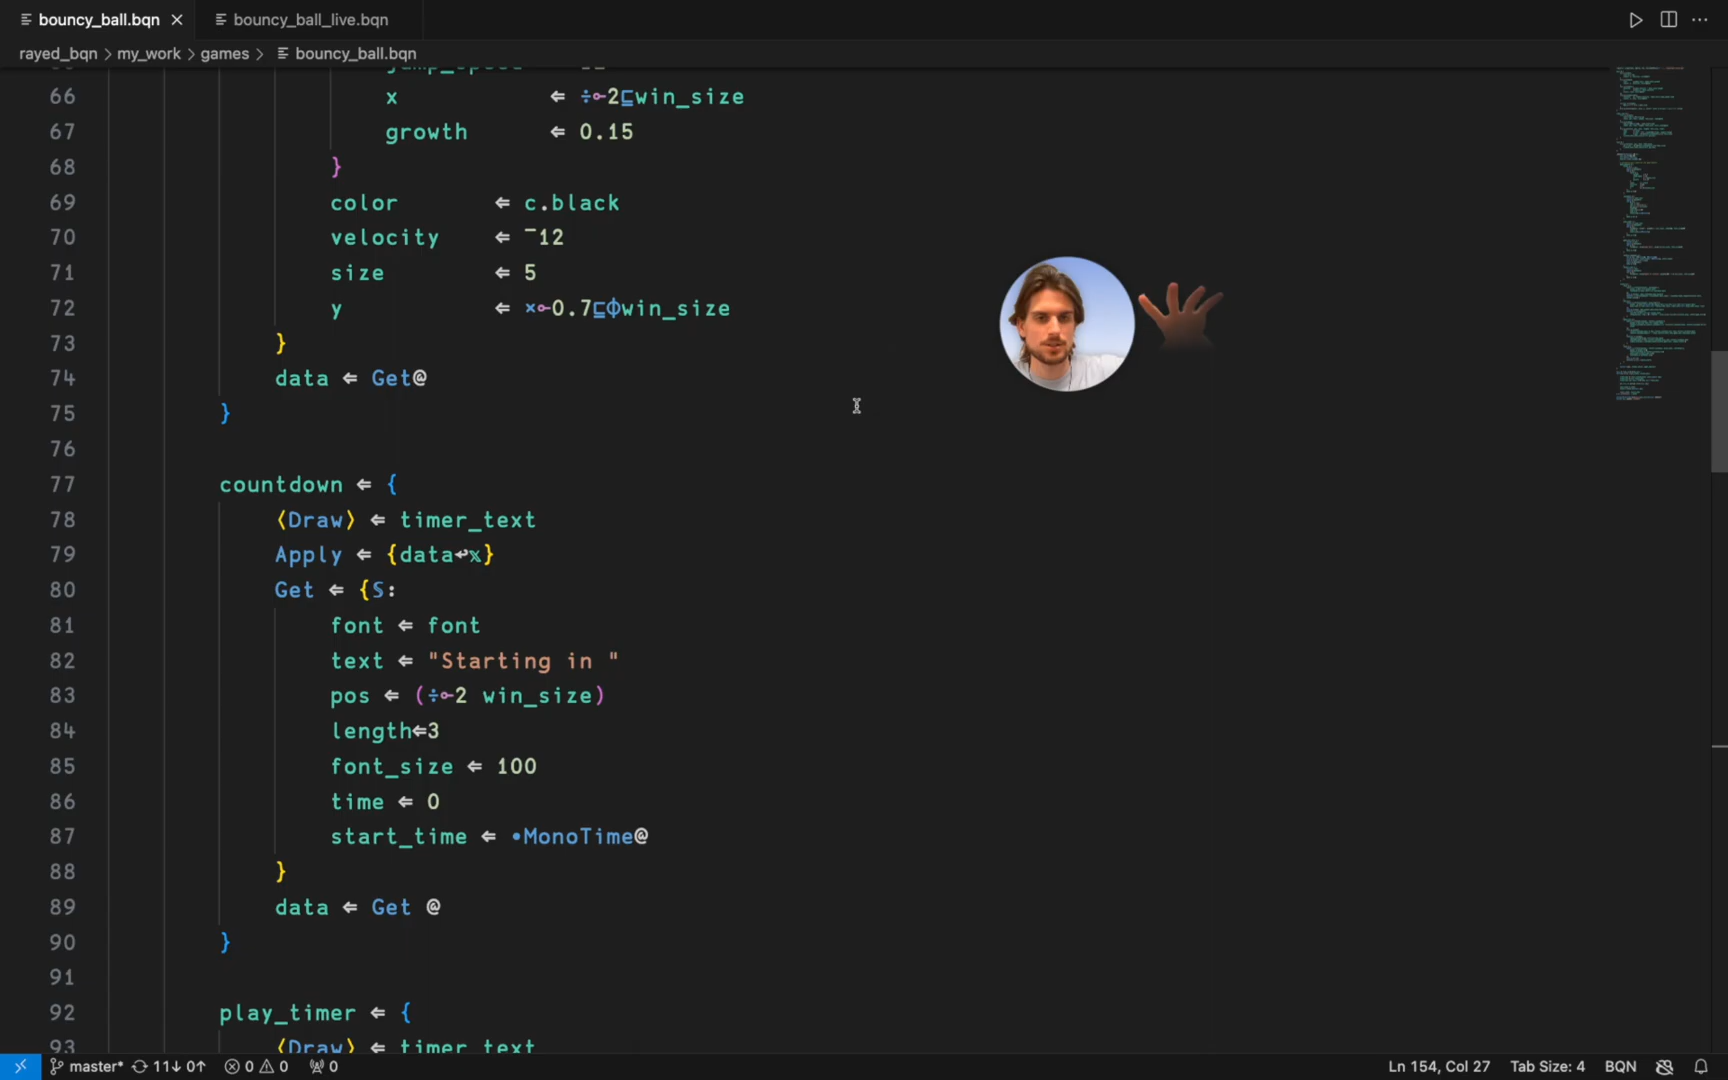 bouncy_ball.bqn ×   bouncy_ball_live.bqn
rayed_bqn > my_work > games > bouncy_ball.bqn
66 x ⇐ ÷⟜2⊑win_size
67 growth ⇐ 0.15
68 }
69 color ⇐ c.black
70 velocity ⇐ ¯12
71 size ⇐ 5
72 y ⇐ ×⟜0.7⊑⌽win_size
73 }
74 data ⇐ Get@
75 }
76
77 countdown ⇐ {
78 ⟨Draw⟩ ⇐ timer_text
79 Apply ⇐ {data↩𝕩}
80 Get ⇐ {𝕊:
81 font ⇐ font
82 text ⇐ "Starting in "
83 pos ⇐ (÷⟜2 win_size)
84 length⇐3
85 font_size ⇐ 100
86 time ⇐ 0
87 start_time ⇐ •MonoTime@
88 }
89 data ⇐ Get @
90 }
91
92 play_timer ⇐ {
93 ⟨Draw⟩ ⇐ timer_text
master* 11↓ 0↑ 0 0 0 Ln 154, Col 27 Tab Size: 4 BQN